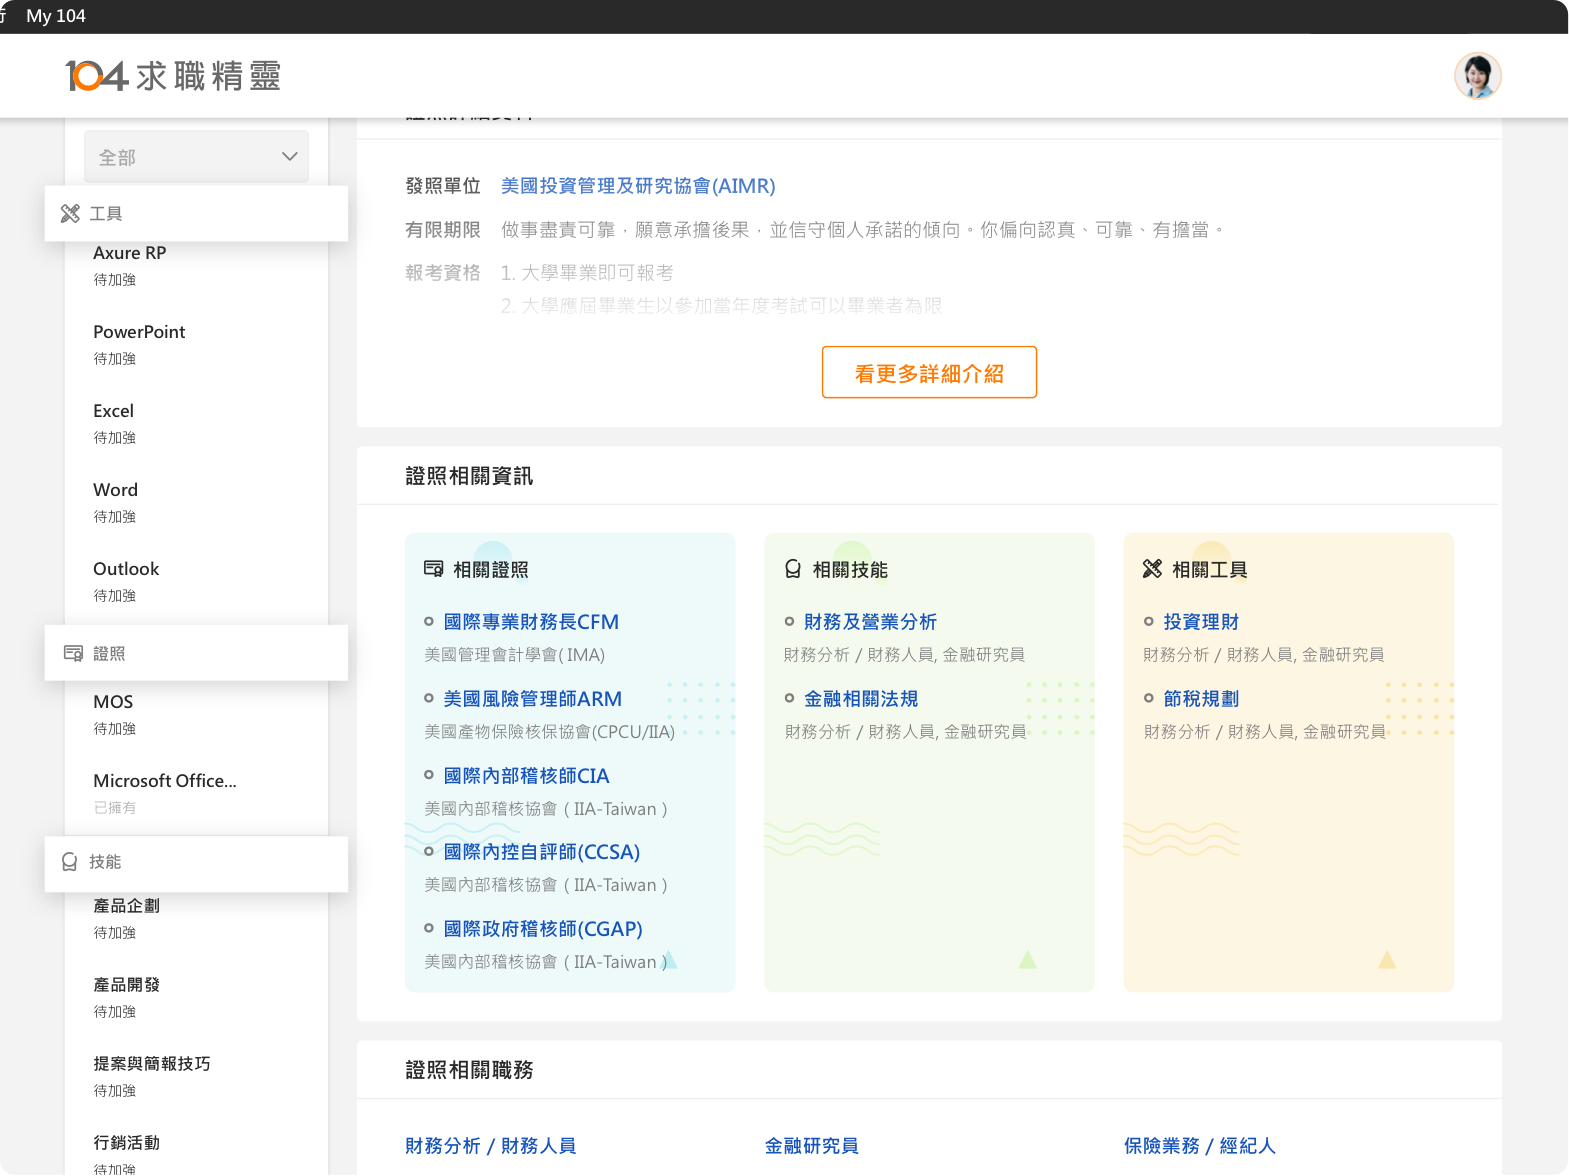 My 104
104 求職精靈
全部
工具
Axure RP
待加強
PowerPoint
待加強
Excel
待加強
Word
待加強
Outlook
待加強
證照
MOS
待加強
Microsoft Office...
已擁有
技能
產品企劃
待加強
產品開發
待加強
提案與簡報技巧
待加強
行銷活動
待加強
發照單位 美國投資管理及研究協會(AIMR)
有限期限 做事盡責可靠，願意承擔後果，並信守個人承諾的傾向。你偏向認真、可靠、有擔當。
報考資格 1. 大學畢業即可報考
2. 大學應屆畢業生以參加當年度考試可以畢業者為限
看更多詳細介紹
證照相關資訊
相關證照
國際專業財務長CFM
美國管理會計學會( IMA)
美國風險管理師ARM
美國產物保險核保協會(CPCU/IIA)
國際內部稽核師CIA
美國內部稽核協會 ( IIA-Taiwan )
國際內控自評師(CCSA)
美國內部稽核協會 ( IIA-Taiwan )
國際政府稽核師(CGAP)
美國內部稽核協會 ( IIA-Taiwan )
相關技能
財務及營業分析
財務分析 / 財務人員, 金融研究員
金融相關法規
財務分析 / 財務人員, 金融研究員
相關工具
投資理財
財務分析 / 財務人員, 金融研究員
節稅規劃
財務分析 / 財務人員, 金融研究員
證照相關職務
財務分析 / 財務人員
金融研究員
保險業務 / 經紀人